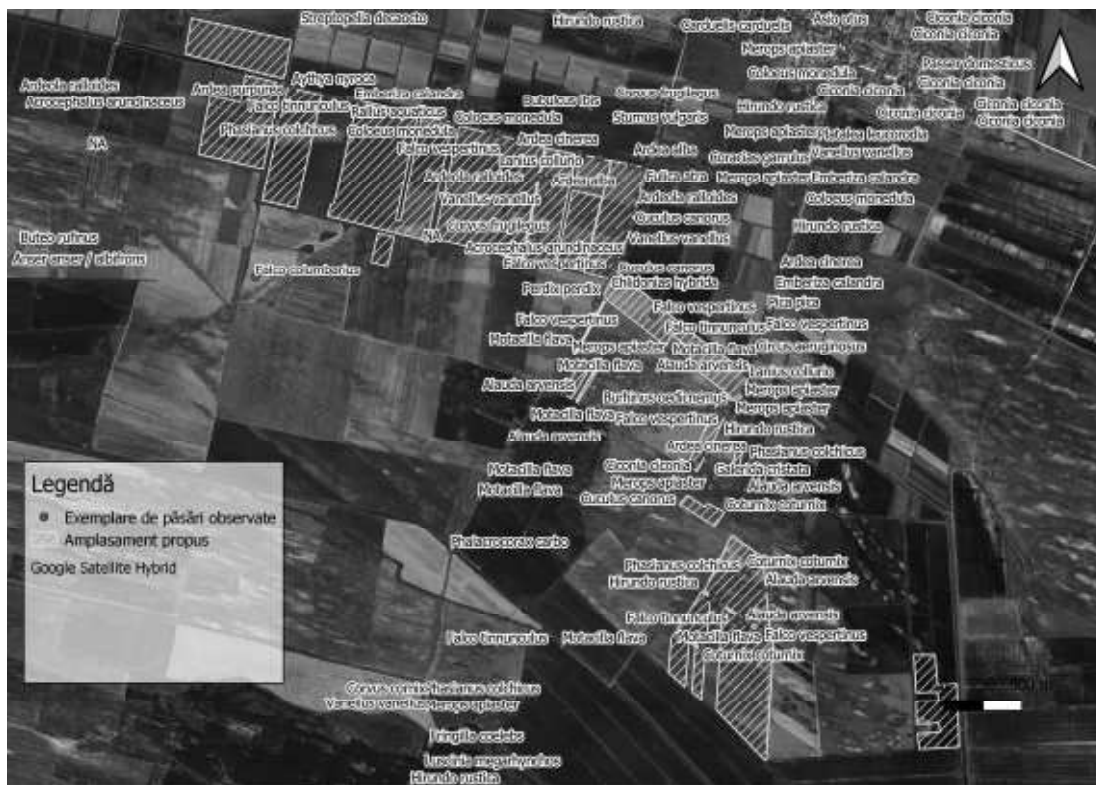 Streptopelia decaocto
Hirundo rustica
Carduelis carduelis
Asio otus
Ciconia ciconia
Ciconia ciconia
Merops apiaster
Passer domesticus
Coloeus monedula
Ciconia ciconia
Ciconia ciconia
Ardeola ralloides
Acrocephalus arundinaceus
Ardea purpurea
Aythya nyroca
Emberiza calandra
Falco tinnunculus
Rallus aquaticus
Coloeus monedula
Bubulcus ibis
Corvus frugilegus
Sturnus vulgaris
Hirundo rustica
Ciconia ciconia
Ciconia ciconia
Ciconia ciconia
Phasianus colchicus
Coloeus monedula
Falco vespertinus
Ardea cinerea
Merops apiaster
Platalea leucorodia
NA
Lanius collurio
Ardea alba
Coracias garrulus
Vanellus vanellus
Ardeola ralloides
Ardea alba
Fulica atra
Merops apiaster
Emberiza calandra
Vanellus vanellus
Ardeola ralloides
Coloeus monedula
Corvus frugilegus
Cuculus canorus
Hirundo rustica
NA
Vanellus vanellus
Buteo rufinus
Acrocephalus arundinaceus
Anser anser / albifrons
Falco columbarius
Falco vespertinus
Cuculus canorus
Ardea cinerea
Perdix perdix
Chlidonias hybrida
Emberiza calandra
Falco vespertinus
Pica pica
Falco vespertinus
Falco tinnunculus
Falco vespertinus
Motacilla flava
Merops apiaster
Motacilla flava
Circus aeruginosus
Motacilla flava
Alauda arvensis
Lanius collurio
Alauda arvensis
Burhinus oedicnemus
Merops apiaster
Motacilla flava
Falco vespertinus
Merops apiaster
Alauda arvensis
Hirundo rustica
Ardea cinerea
Phasianus colchicus
Motacilla flava
Ciconia ciconia
Galerida cristata
Motacilla flava
Merops apiaster
Alauda arvensis
Cuculus canorus
Coturnix coturnix
Legendă
Exemplare de păsări observate
Amplasament propus
Google Satellite Hybrid
Phalacrocorax carbo
Phasianus colchicus
Coturnix coturnix
Hirundo rustica
Alauda arvensis
Falco tinnunculus
Alauda arvensis
Falco tinnunculus
Motacilla flava
Motacilla flava
Falco vespertinus
Coturnix coturnix
Corvus cornix
Phasianus colchicus
Vanellus vanellus
Merops apiaster
Fringilla coelebs
Luscinia megarhynchos
Hirundo rustica